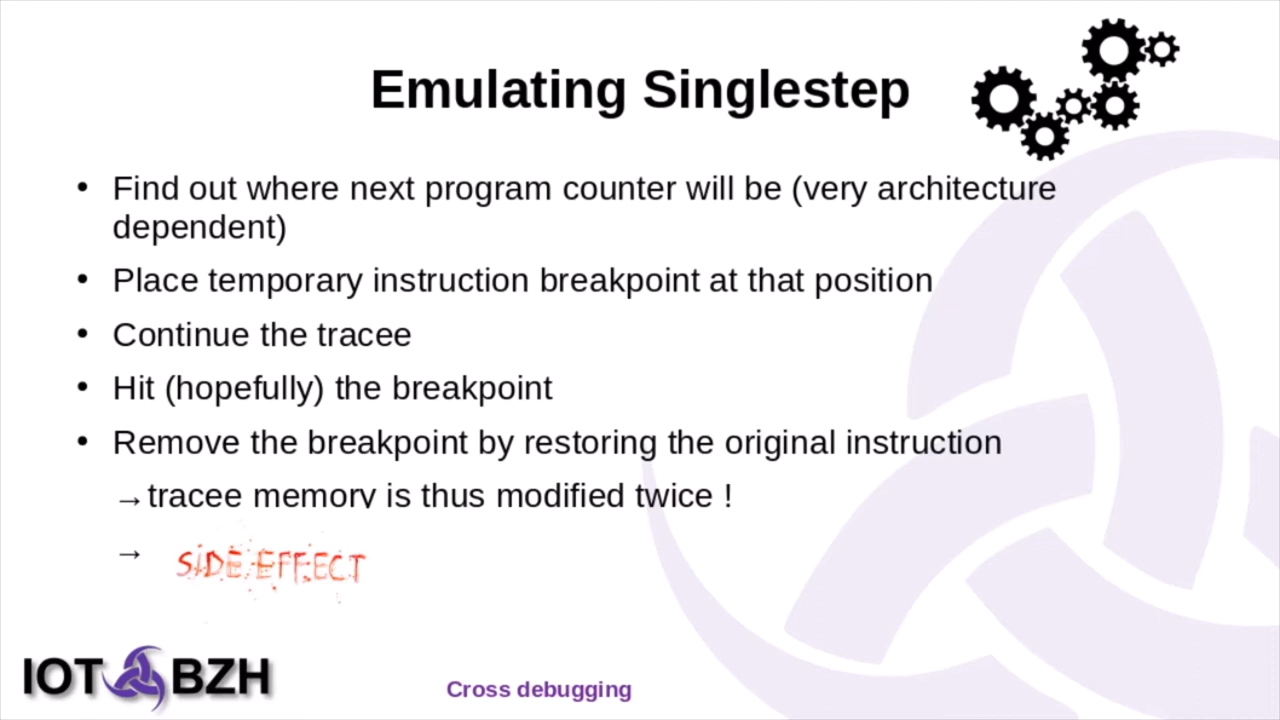 Emulating Singlestep
• Find out where next program counter will be (very architecture
dependent)
• Place temporary instruction breakpoint at that position
• Continue the tracee
• Hit (hopefully) the breakpoint
• Remove the breakpoint by restoring the original instruction
→tracee memory is thus modified twice !
→ SIDE EFFECT
IOT BZH
Cross debugging